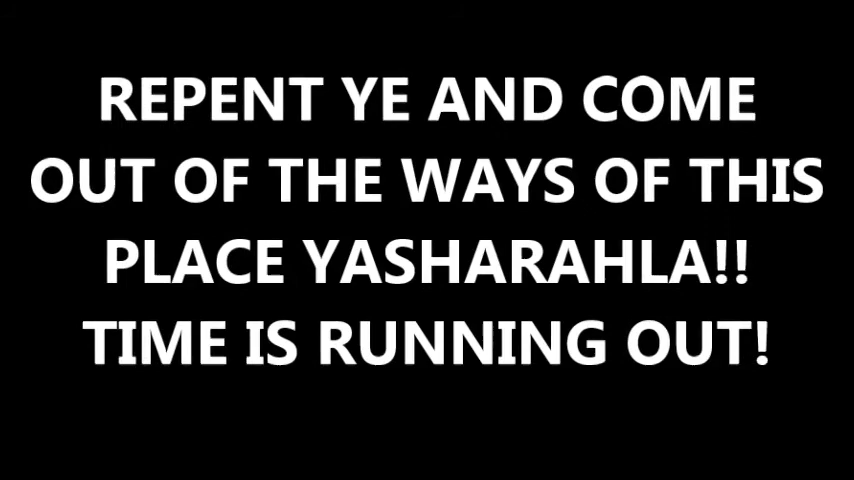 REPENT YE AND COME
OUT OF THE WAYS OF THIS
PLACE YASHARAHLA!!
TIME IS RUNNING OUT!